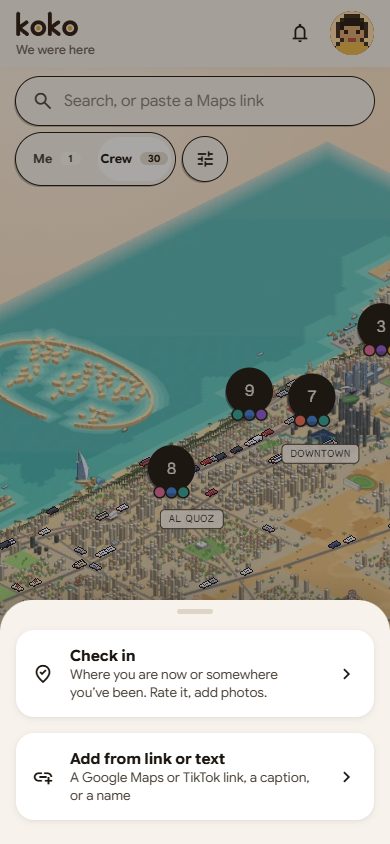 koko
We were here
Search, or paste a Maps link
Me 1 Crew 30
3
9
7
DOWNTOWN
8
AL QUOZ
Check in
Where you are now or somewhere
you've been. Rate it, add photos.
Add from link or text
A Google Maps or TikTok link, a caption,
or a name